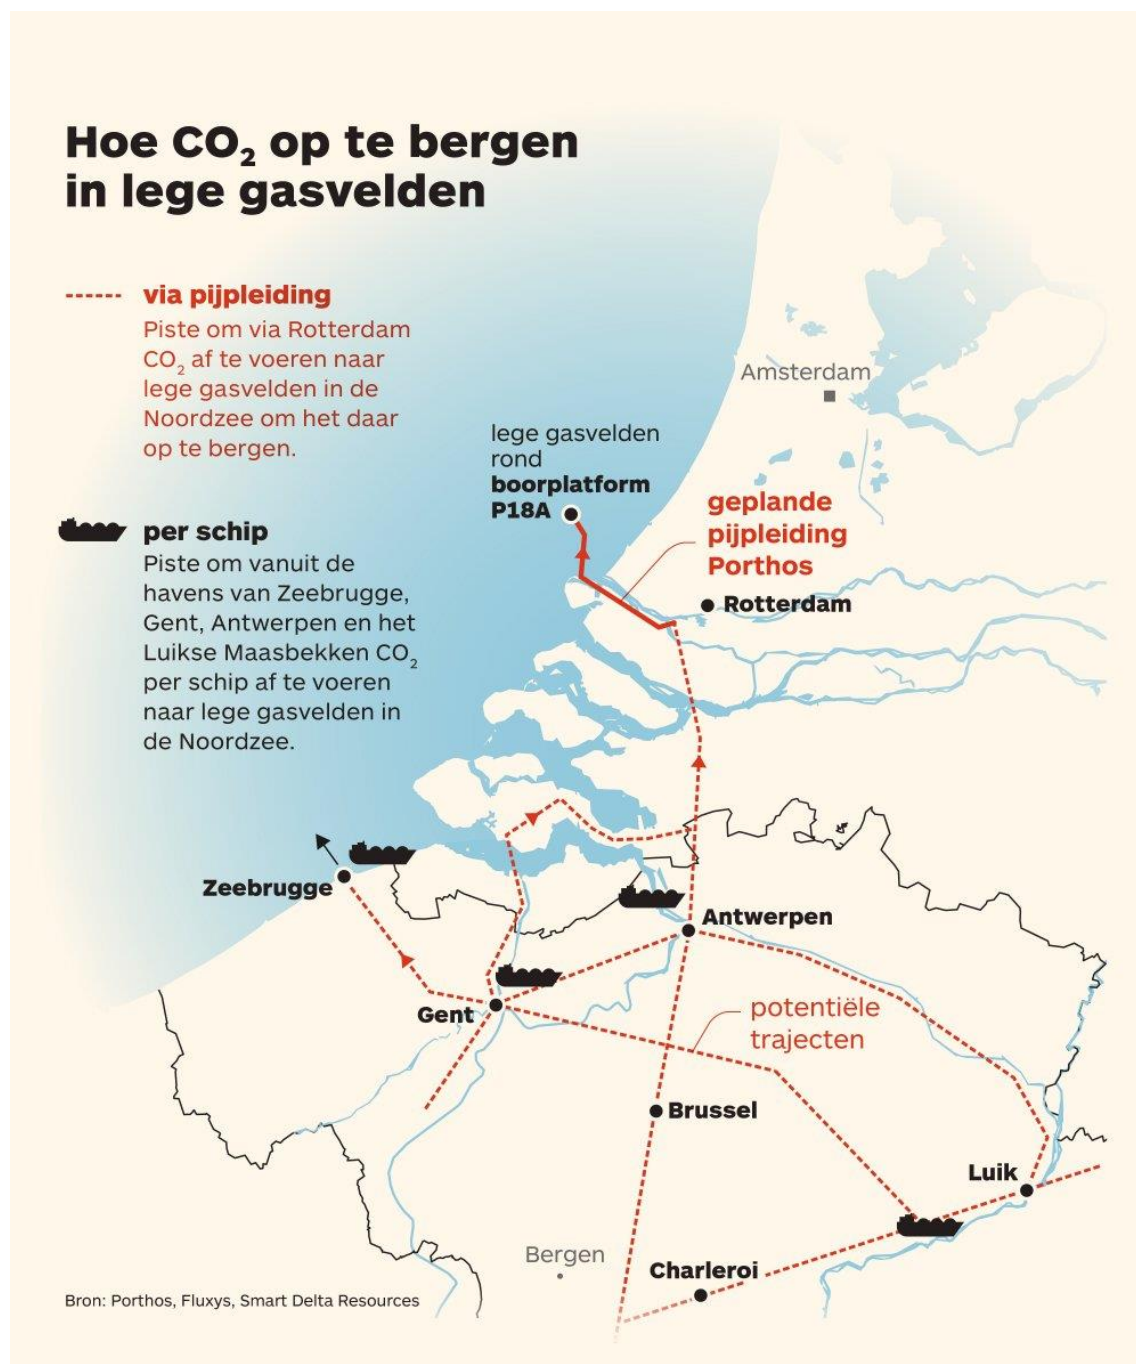 Hoe CO₂ op te bergen
in lege gasvelden
via pijpleiding
Piste om via Rotterdam
CO₂ af te voeren naar
lege gasvelden in de
Noordzee om het daar
op te bergen.
per schip
Piste om vanuit de
havens van Zeebrugge,
Gent, Antwerpen en het
Luikse Maasbekken CO₂
per schip af te voeren
naar lege gasvelden in
de Noordzee.
Amsterdam
lege gasvelden
rond
boorplatform
P18A
geplande
pijpleiding
Porthos
Rotterdam
Zeebrugge
Antwerpen
Gent
potentiële
trajecten
Brussel
Luik
Bergen
Charleroi
Bron: Porthos, Fluxys, Smart Delta Resources